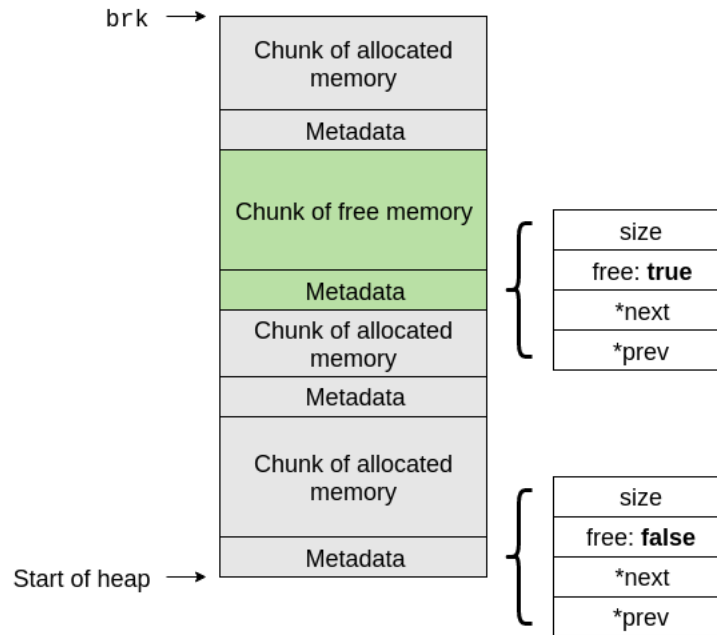 brk
Chunk of allocated
memory
Metadata
Chunk of free memory
Metadata
Chunk of allocated
memory
Metadata
Chunk of allocated
memory
Metadata
Start of heap
size
free: true
*next
*prev
size
free: false
*next
*prev